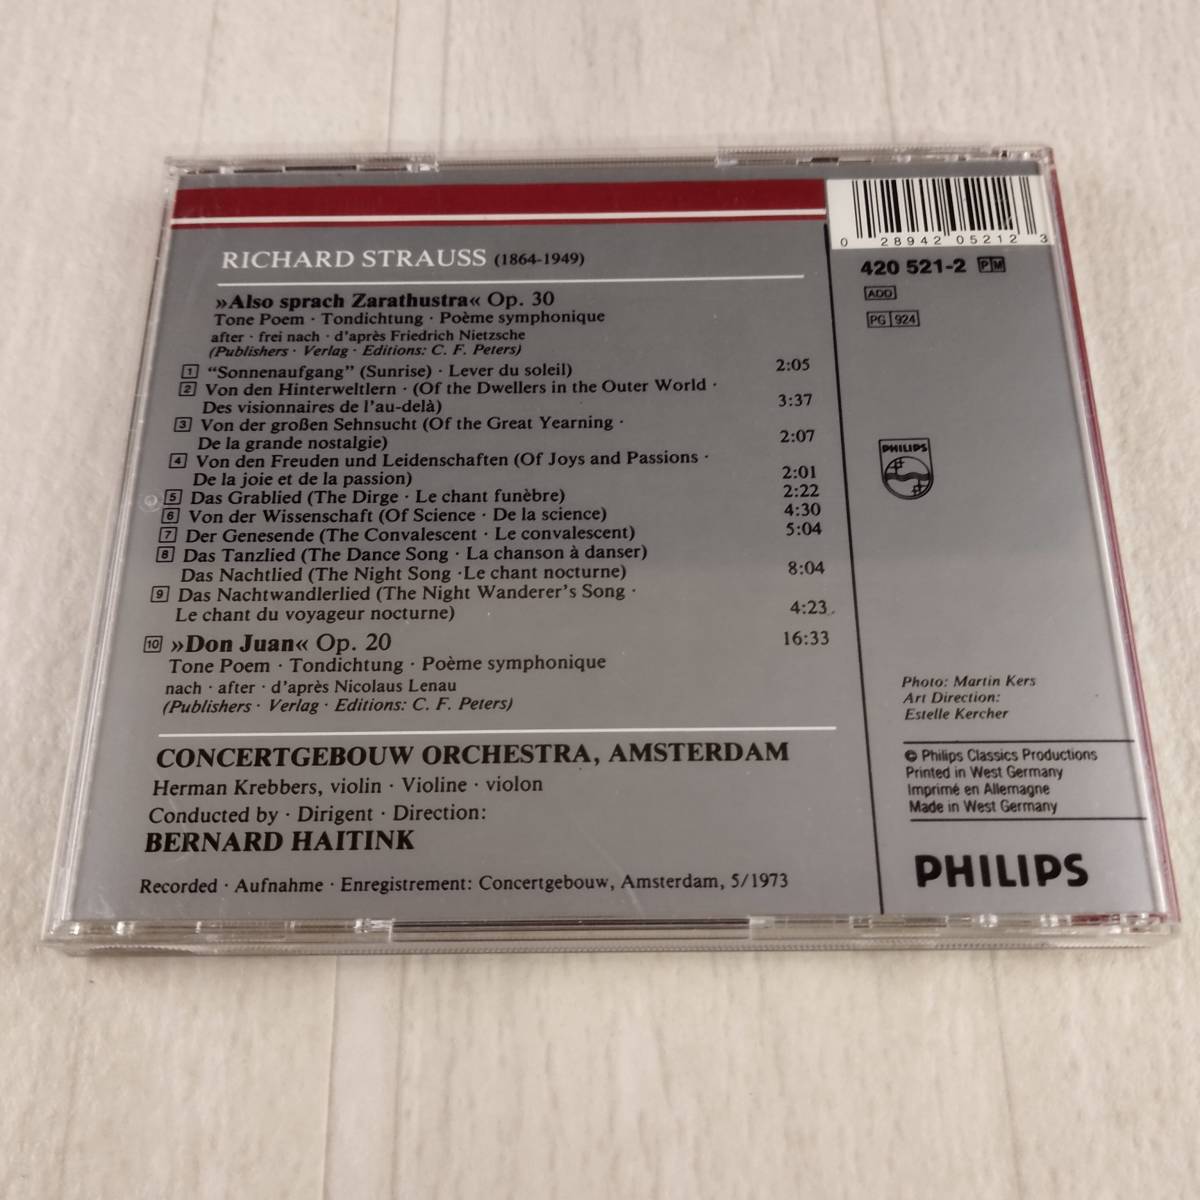 RICHARD STRAUSS (1864-1949)
»Also sprach Zarathustra« Op. 30
Tone Poem · Tondichtung · Poème symphonique
after · frei nach · d'après Friedrich Nietzsche
(Publishers · Verlag · Editions: C. F. Peters)
1 “Sonnenaufgang” (Sunrise) · Lever du soleil) 2:05
2 Von den Hinterweltlern · (Of the Dwellers in the Outer World ·
Des visionnaires de l'au-delà) 3:37
3 Von der großen Sehnsucht (Of the Great Yearning ·
De la grande nostalgie) 2:07
4 Von den Freuden und Leidenschaften (Of Joys and Passions ·
De la joie et de la passion) 2:01
5 Das Grablied (The Dirge · Le chant funèbre) 2:22
6 Von der Wissenschaft (Of Science · De la science) 4:30
7 Der Genesende (The Convalescent · Le convalescent) 5:04
8 Das Tanzlied (The Dance Song · La chanson à danser)
Das Nachtlied (The Night Song ·Le chant nocturne) 8:04
9 Das Nachtwandlerlied (The Night Wanderer's Song ·
Le chant du voyageur nocturne) 4:23
10 »Don Juan« Op. 20 16:33
Tone Poem · Tondichtung · Poème symphonique
nach · after · d'après Nicolaus Lenau
(Publishers · Verlag · Editions: C. F. Peters)
CONCERTGEBOUW ORCHESTRA, AMSTERDAM
Herman Krebbers, violin · Violine · violon
Conducted by · Dirigent · Direction:
BERNARD HAITINK
Recorded · Aufnahme · Enregistrement: Concertgebouw, Amsterdam, 5/1973
0 28942 05212 3
420 521-2 PM
ADD
PG 924
PHILIPS
Photo: Martin Kers
Art Direction:
Estelle Kercher
© Philips Classics Productions
Printed in West Germany
Imprimé en Allemagne
Made in West Germany
PHILIPS